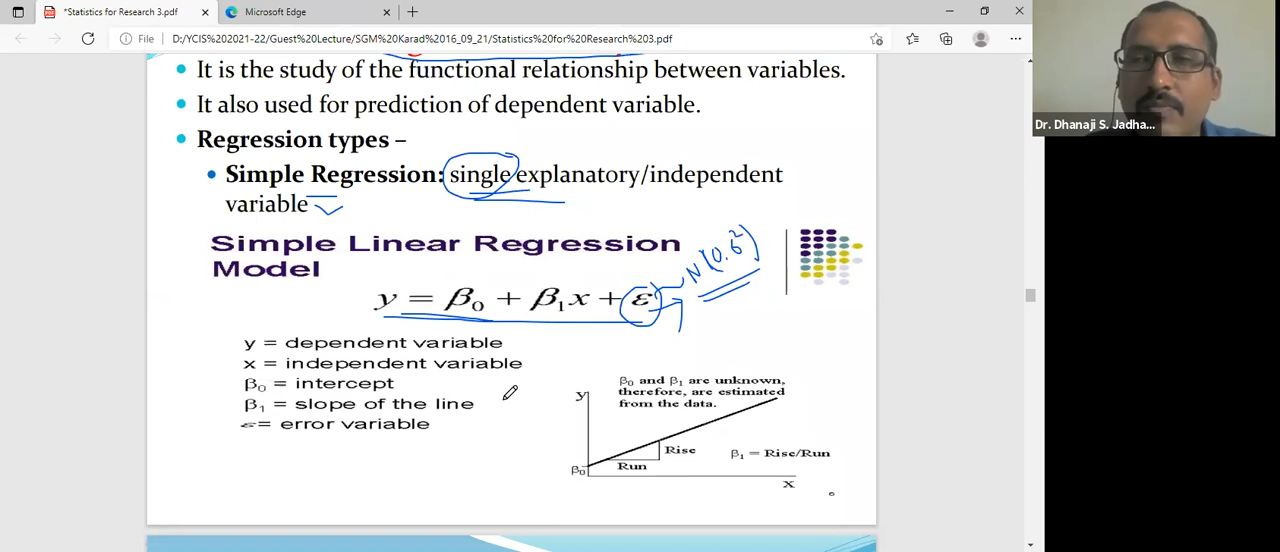 *Statistics for Research 3.pdf
Microsoft Edge
File
D:/YCIS%202021-22/Guest%20Lecture/SGM%20Karad%2016_09_21/Statistics%20for%20Research%203.pdf
It is the study of the functional relationship between variables.
It also used for prediction of dependent variable.
Regression types –
Simple Regression: single explanatory/independent
variable
Simple Linear Regression
Model
N(0, σ²)
y = β₀ + β₁x + ε
y = dependent variable
x = independent variable
β₀ = intercept
β₁ = slope of the line
ε= error variable
β₀ and β₁ are unknown,
therefore, are estimated
from the data.
y
Rise
Run
β₁ = Rise/Run
β₀
x
Dr. Dhanaji S. Jadha...